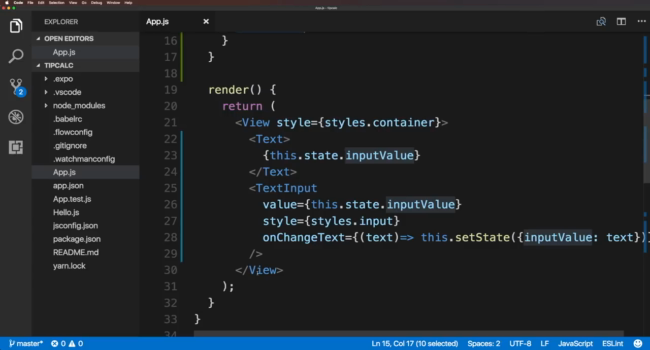 Code File Edit Selection View Go Debug Window Help
EXPLORER
OPEN EDITORS
App.js
TIPCALC
.expo
.vscode
node_modules
.babelrc
.flowconfig
.gitignore
.watchmanconfig
App.js
app.json
App.test.js
Hello.js
jsconfig.json
package.json
README.md
yarn.lock
2
App.js
16 }
17 }
18
19 render() {
20 return (
21 <View style={styles.container}>
22 <Text>
23 {this.state.inputValue}
24 </Text>
25 <TextInput
26 value={this.state.inputValue}
27 style={styles.input}
28 onChangeText={(text)=> this.setState({inputValue: text})}
29 />
30 </View>
31 );
32 }
33 }
34
master* 0 0 Ln 15, Col 17 (10 selected) Spaces: 2 UTF-8 LF JavaScript ESLint